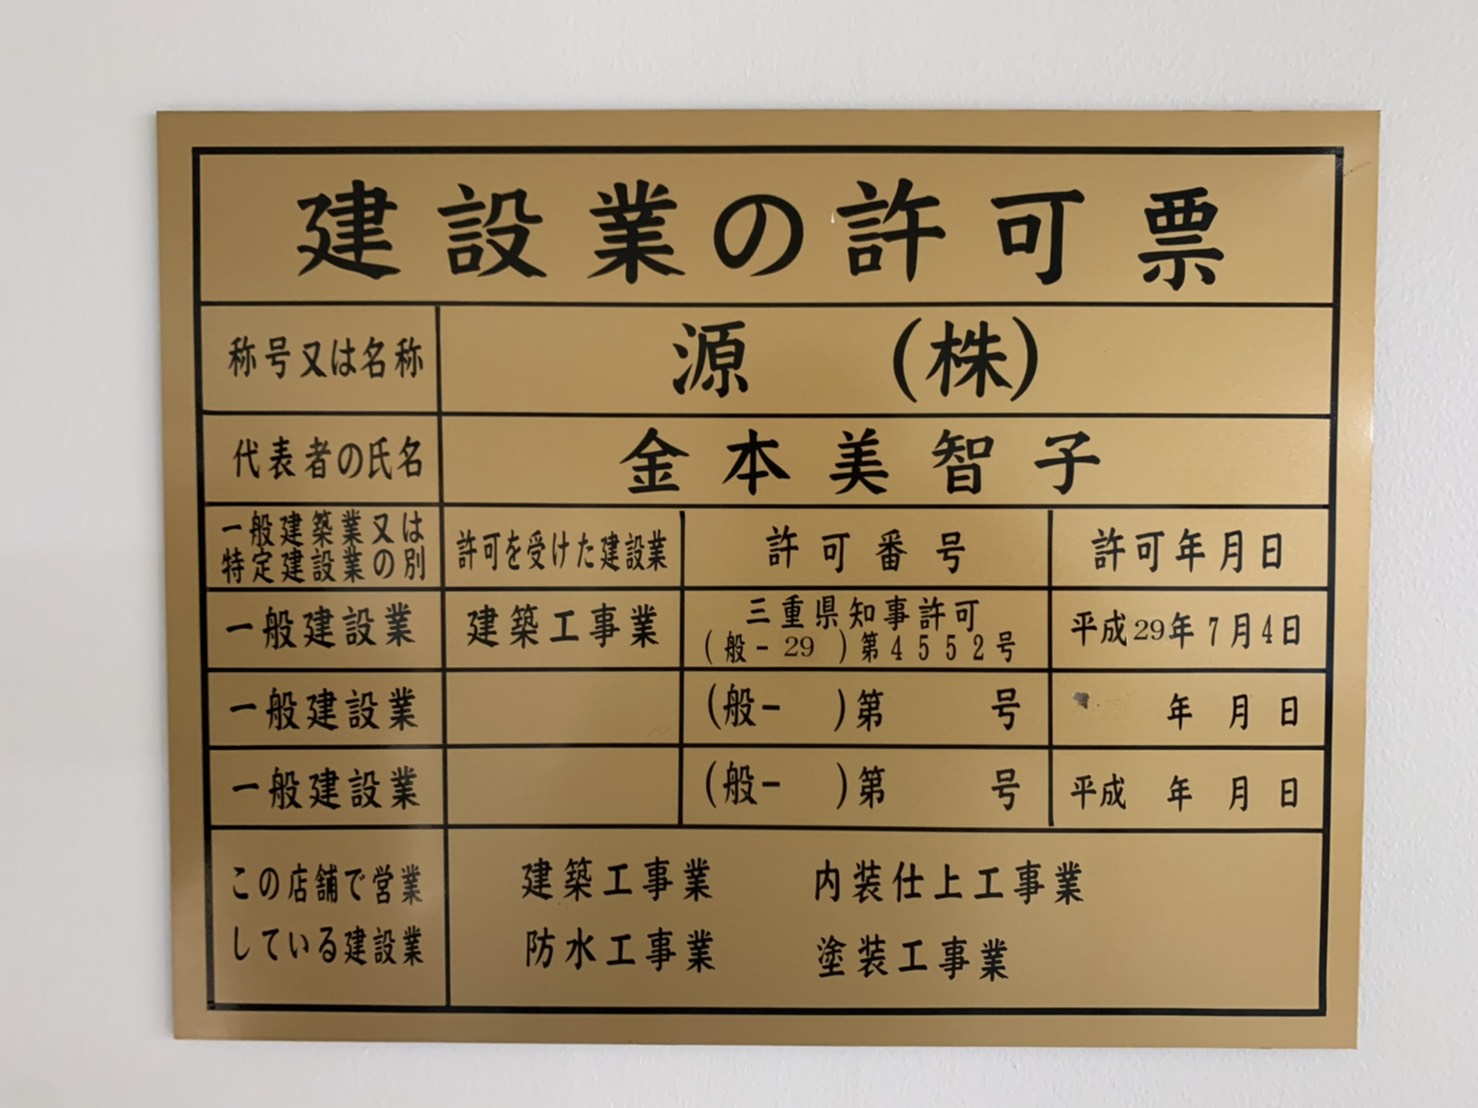 建設業の許可票
称号又は名称 源 (株)
代表者の氏名 金本美智子
一般建築業又は
特定建設業の別
許可を受けた建設業 許可番号 許可年月日
一般建設業 建築工事業
三重県知事許可
(般-29)第4552号
平成29年7月4日
一般建設業 (般- )第 号 年 月 日
一般建設業 (般- )第 号 平成 年 月 日
この店舗で営業
している建設業
建築工事業 内装仕上工事業
防水工事業 塗装工事業